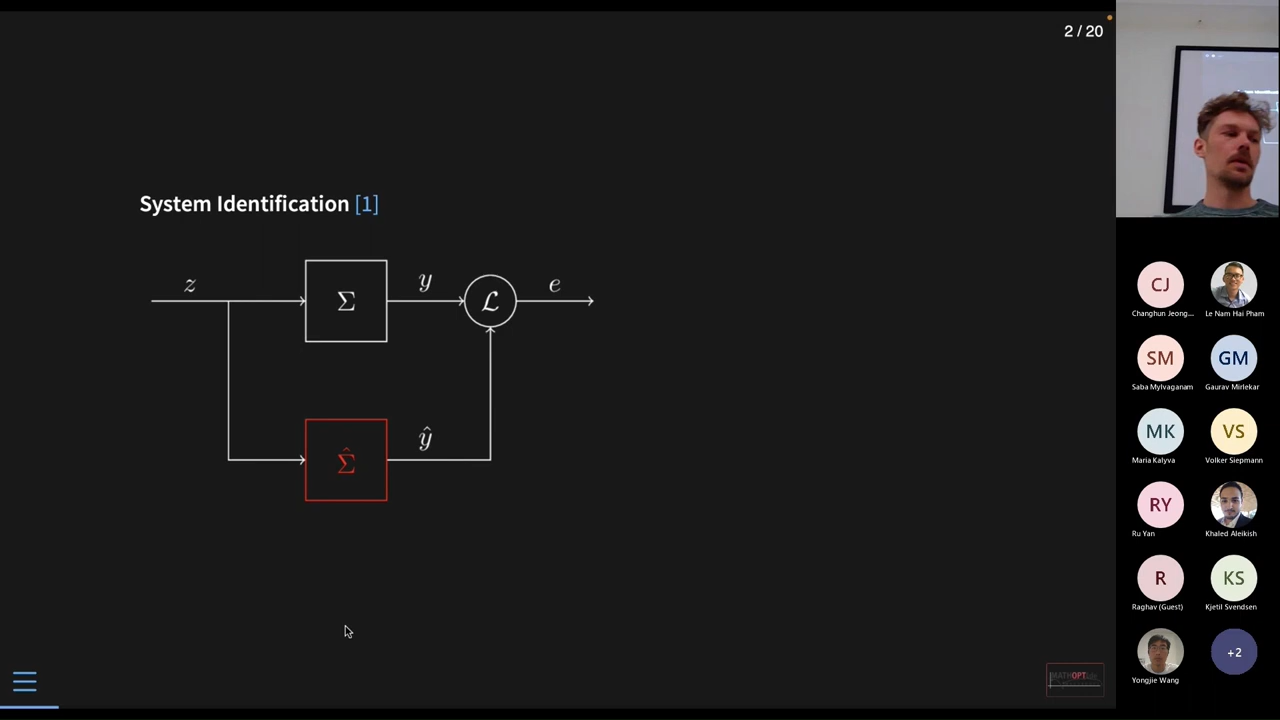 2 / 20
System Identification [1]
z
Σ
y
ℒ
e
Σ̂
ŷ
MATHOPT
CJ
Changhun Jeong...
Le Nam Hai Pham
SM
Saba Mylvaganam
GM
Gaurav Mirlekar
MK
Maria Kalyva
VS
Volker Siepmann
RY
Ru Yan
Khaled Aleikish
R
Raghav (Guest)
KS
Kjetil Svendsen
Yongjie Wang
+2